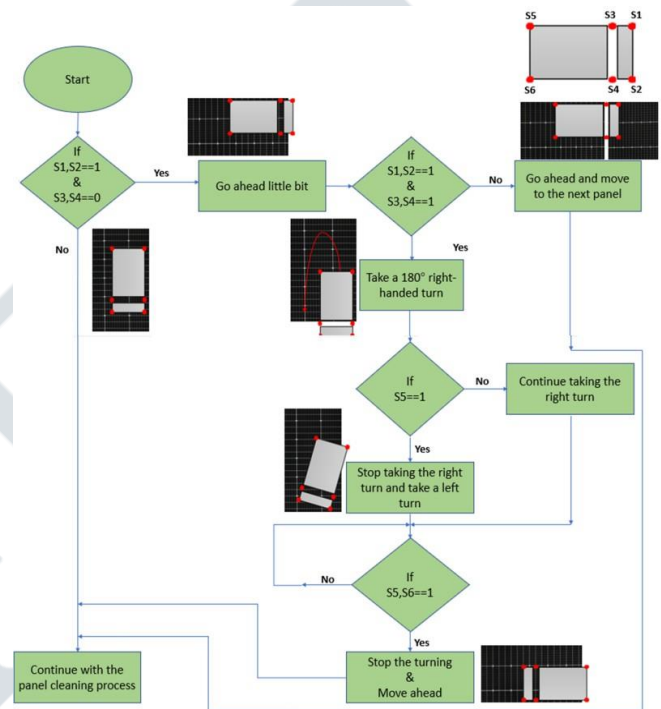 S5
S3
S1
S6
S4
S2
Start
If
S1,S2==1
&
S3,S4==0
Yes
Go ahead little bit
If
S1,S2==1
&
S3,S4==1
No
Go ahead and move
to the next panel
No
Yes
Take a 180° right-
handed turn
If
S5==1
No
Continue taking the
right turn
Yes
Stop taking the right
turn and take a left
turn
If
S5,S6==1
No
Yes
Stop the turning
&
Move ahead
Continue with the
panel cleaning process